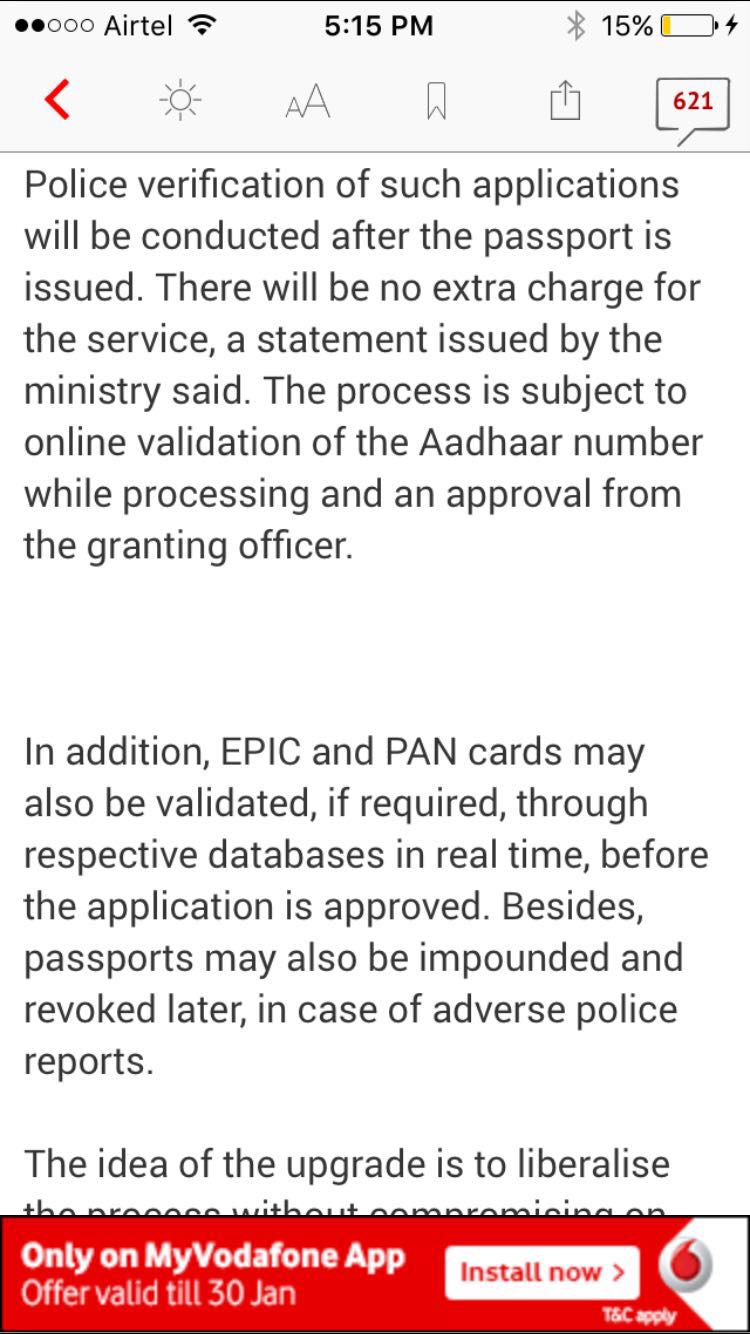 Airtel 5:15 PM 15%
AA 621
Police verification of such applications
will be conducted after the passport is
issued. There will be no extra charge for
the service, a statement issued by the
ministry said. The process is subject to
online validation of the Aadhaar number
while processing and an approval from
the granting officer.
In addition, EPIC and PAN cards may
also be validated, if required, through
respective databases in real time, before
the application is approved. Besides,
passports may also be impounded and
revoked later, in case of adverse police
reports.
The idea of the upgrade is to liberalise
the process without compromising on
Only on MyVodafone App
Offer valid till 30 Jan
Install now >
T&C apply